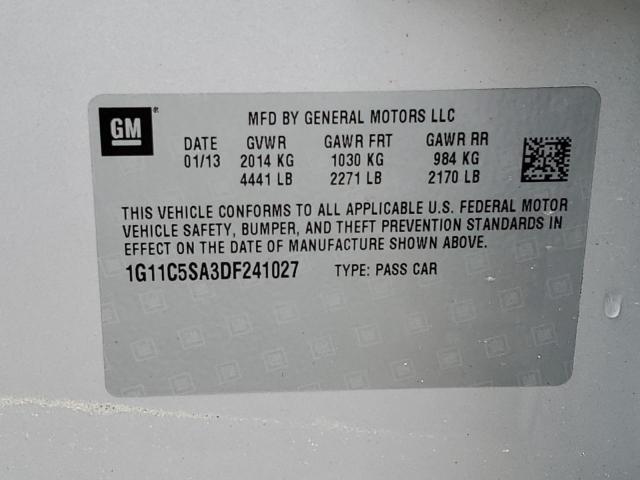 GM
MFD BY GENERAL MOTORS LLC
DATE GVWR GAWR FRT GAWR RR
01/13 2014 KG 1030 KG 984 KG
4441 LB 2271 LB 2170 LB
THIS VEHICLE CONFORMS TO ALL APPLICABLE U.S. FEDERAL MOTOR
VEHICLE SAFETY, BUMPER, AND THEFT PREVENTION STANDARDS IN
EFFECT ON THE DATE OF MANUFACTURE SHOWN ABOVE.
1G11C5SA3DF241027 TYPE: PASS CAR